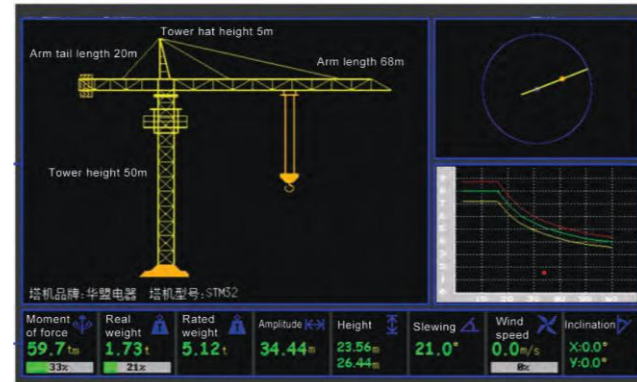 Tower hat height 5m
Arm tail length 20m
Arm length 68m
Tower height 50m
塔机品牌:华盟电器 塔机型号:STM32
Moment of force
59.7tm
33%
Real weight
1.73t
21%
Rated weight
5.12t
Amplitude
34.44m
Height
23.56m
26.44m
Slewing
21.0°
Wind speed
0.0m/s
0%
Inclination
X:0.0°
Y:0.0°